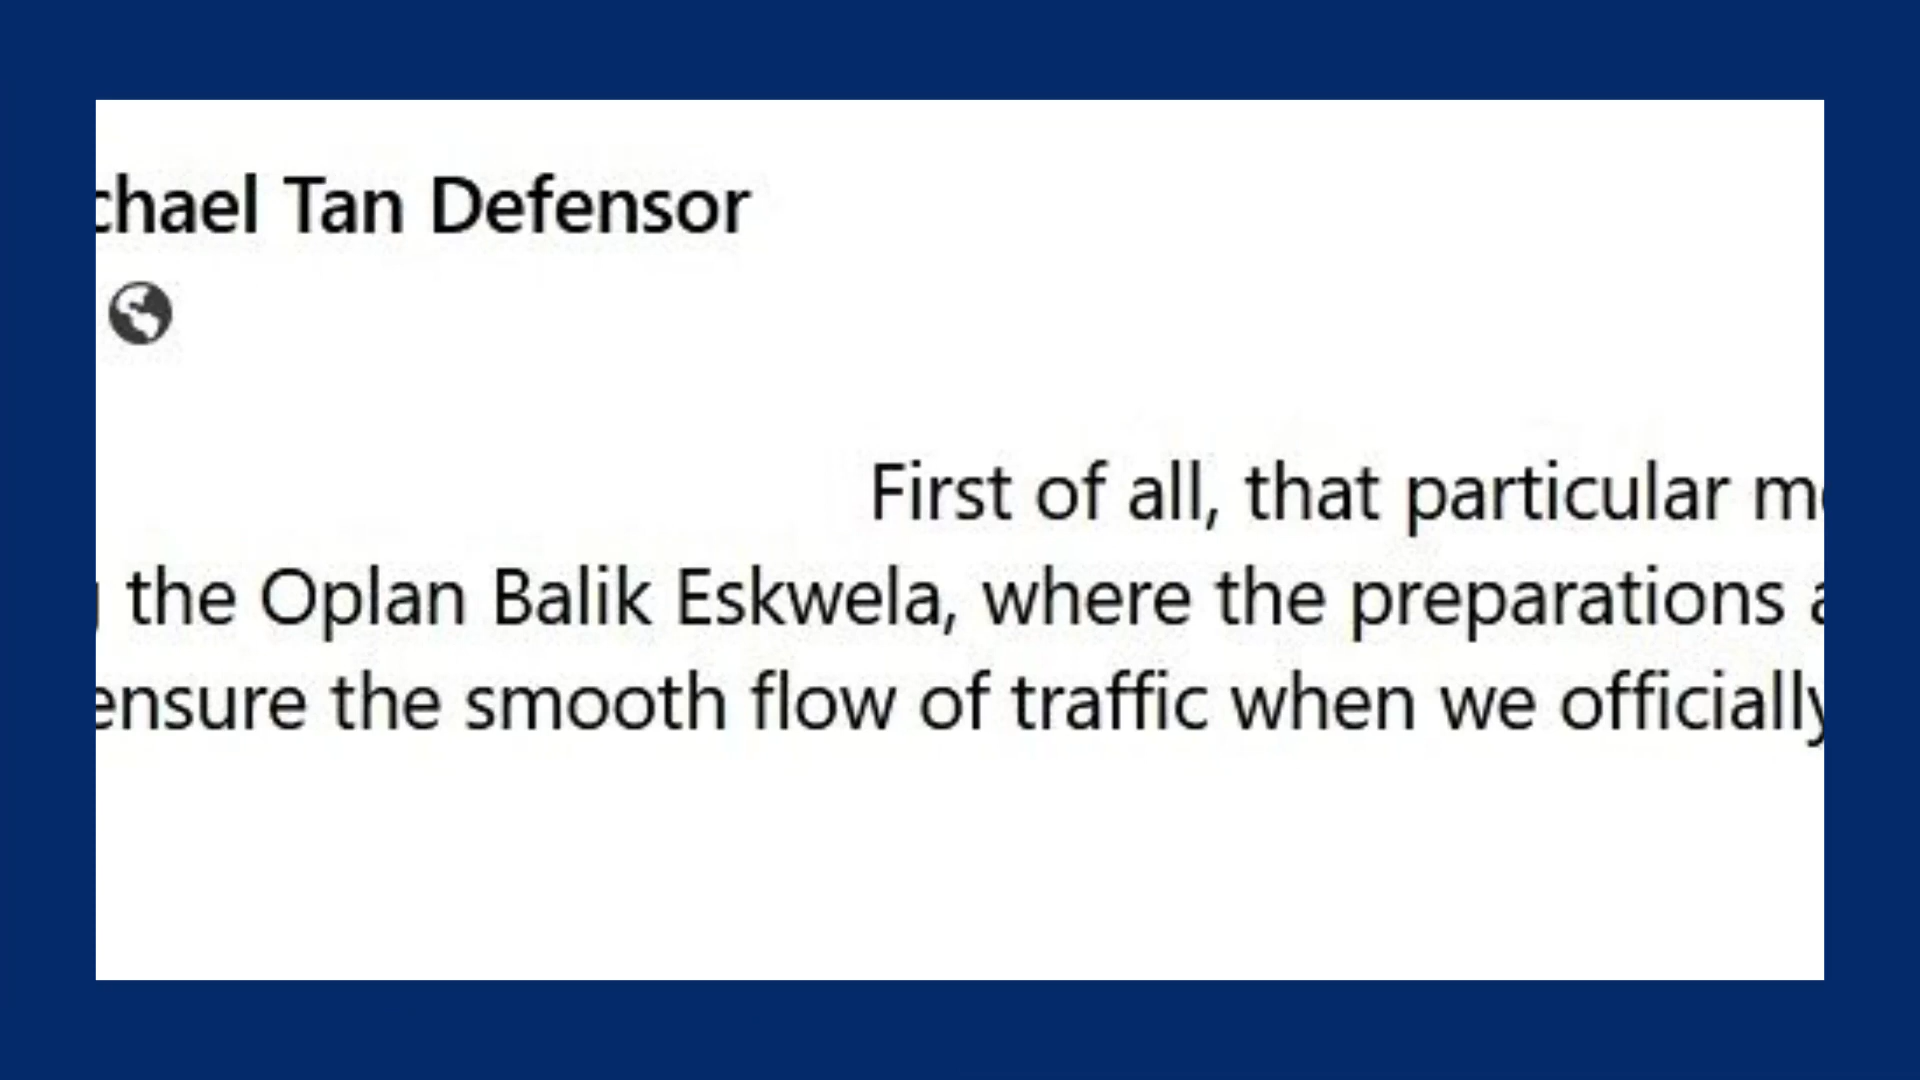 chael Tan Defensor
First of all, that particular
the Oplan Balik Eskwela, where the preparations
ensure the smooth flow of traffic when we officially